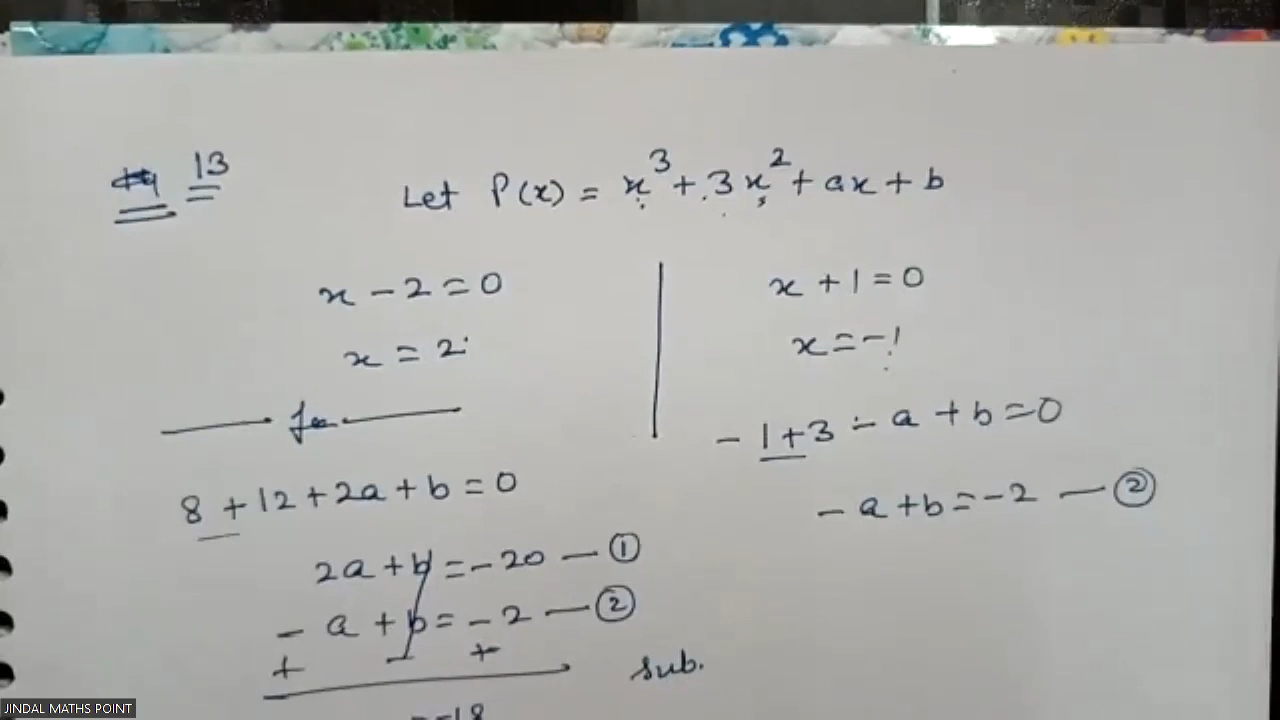 13
Let P(x) = x³ + 3x² + ax + b
x - 2 = 0
x = 2
8 + 12 + 2a + b = 0
2a + b = -20 — ①
- a + b = -2 — ②
+ - +
sub.
= -18
x + 1 = 0
x = -1
- 1 + 3 - a + b = 0
- a + b = -2 — ②
JINDAL MATHS POINT